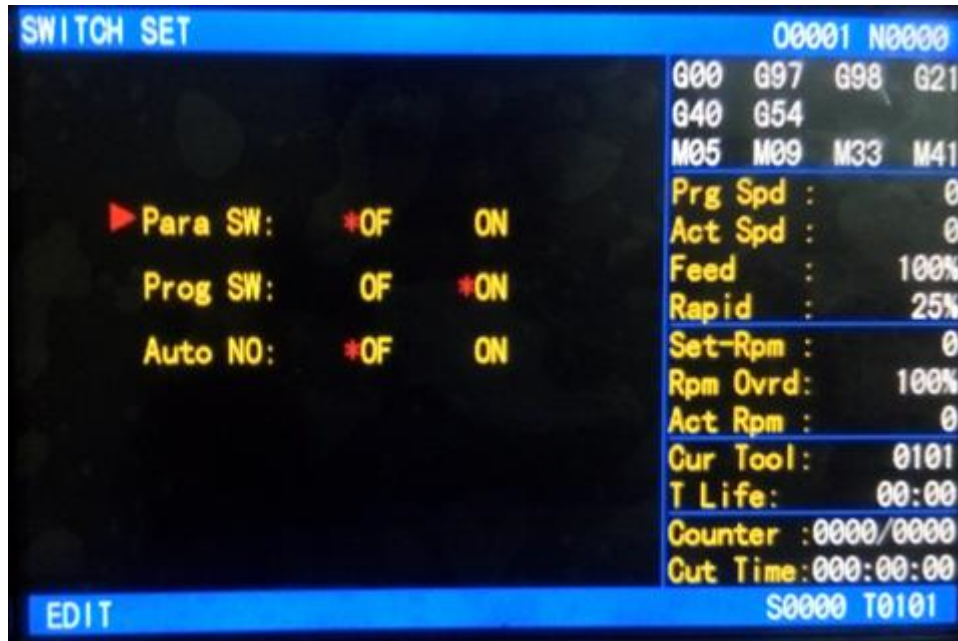 SWITCH SET O0001 N0000
G00 G97 G98 G21
G40 G54
M05 M09 M33 M41
Para SW: *OF ON
Prog SW: OF *ON
Auto NO: *OF ON
Prg Spd : 0
Act Spd : 0
Feed : 100%
Rapid : 25%
Set-Rpm : 0
Rpm Ovrd: 100%
Act Rpm : 0
Cur Tool: 0101
T Life: 00:00
Counter :0000/0000
Cut Time:000:00:00
EDIT S0000 T0101